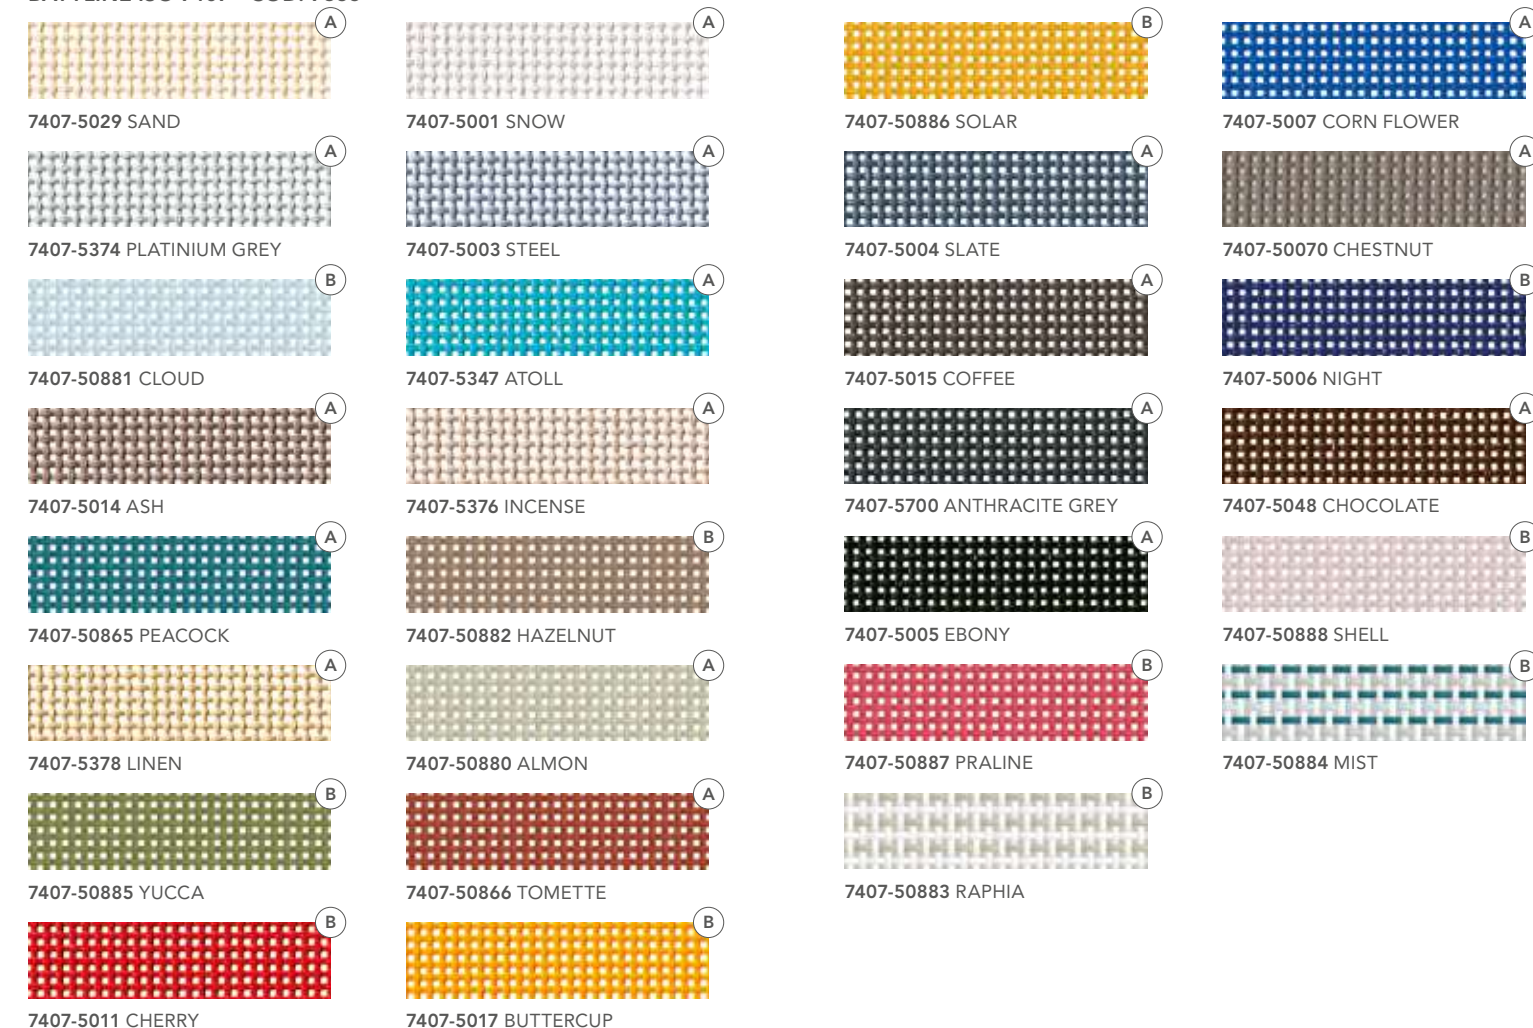 A A B A
7407-5029 SAND 7407-5001 SNOW 7407-50886 SOLAR 7407-5007 CORN FLOWER
A A A A
7407-5374 PLATINIUM GREY 7407-5003 STEEL 7407-5004 SLATE 7407-50070 CHESTNUT
B A A B
7407-50881 CLOUD 7407-5347 ATOLL 7407-5015 COFFEE 7407-5006 NIGHT
A A A A
7407-5014 ASH 7407-5376 INCENSE 7407-5700 ANTHRACITE GREY 7407-5048 CHOCOLATE
A B A B
7407-50865 PEACOCK 7407-50882 HAZELNUT 7407-5005 EBONY 7407-50888 SHELL
A A B B
7407-5378 LINEN 7407-50880 ALMON 7407-50887 PRALINE 7407-50884 MIST
B A B
7407-50885 YUCCA 7407-50866 TOMETTE 7407-50883 RAPHIA
B B
7407-5011 CHERRY 7407-5017 BUTTERCUP